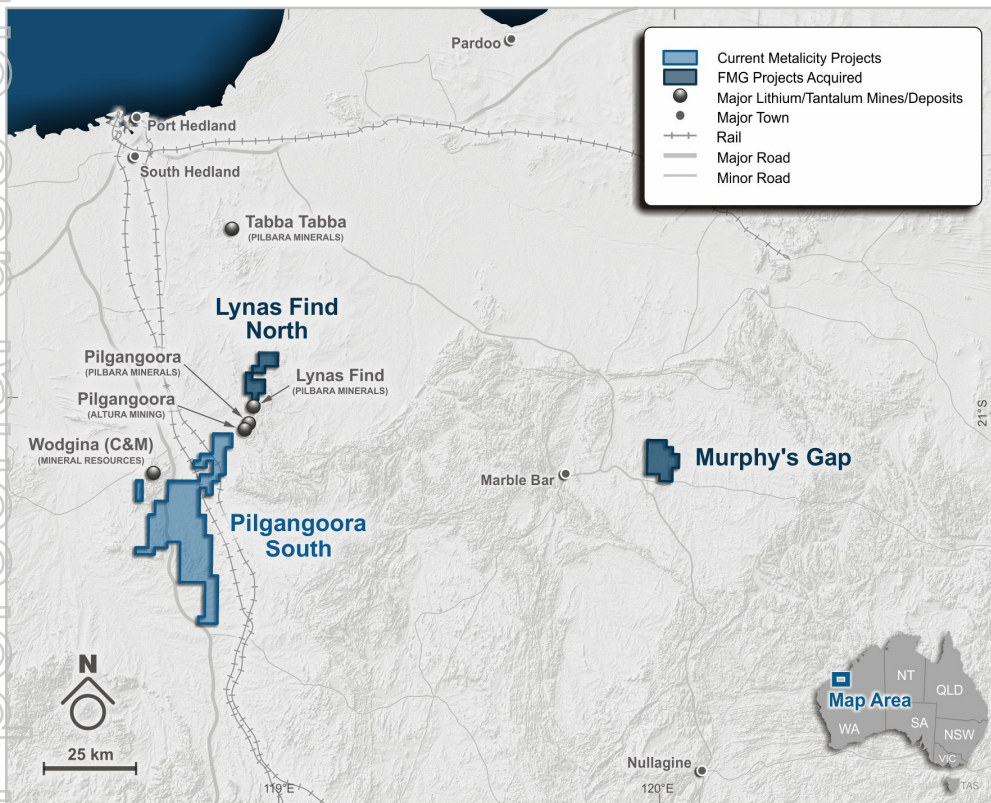 Pardoo
Current Metalicity Projects
FMG Projects Acquired
Major Lithium/Tantalum Mines/Deposits
Major Town
Rail
Major Road
Minor Road
Port Hedland
South Hedland
Tabba Tabba
(PILBARA MINERALS)
Lynas Find
North
Pilgangoora
(PILBARA MINERALS)
Lynas Find
(PILBARA MINERALS)
Pilgangoora
(ALTURA MINING)
Wodgina (C&M)
(MINERAL RESOURCES)
21°S
Murphy's Gap
Marble Bar
Pilgangoora
South
N
25 km
119°E
120°E
Nullagine
Map Area
NT
QLD
WA
SA
NSW
VIC
TAS